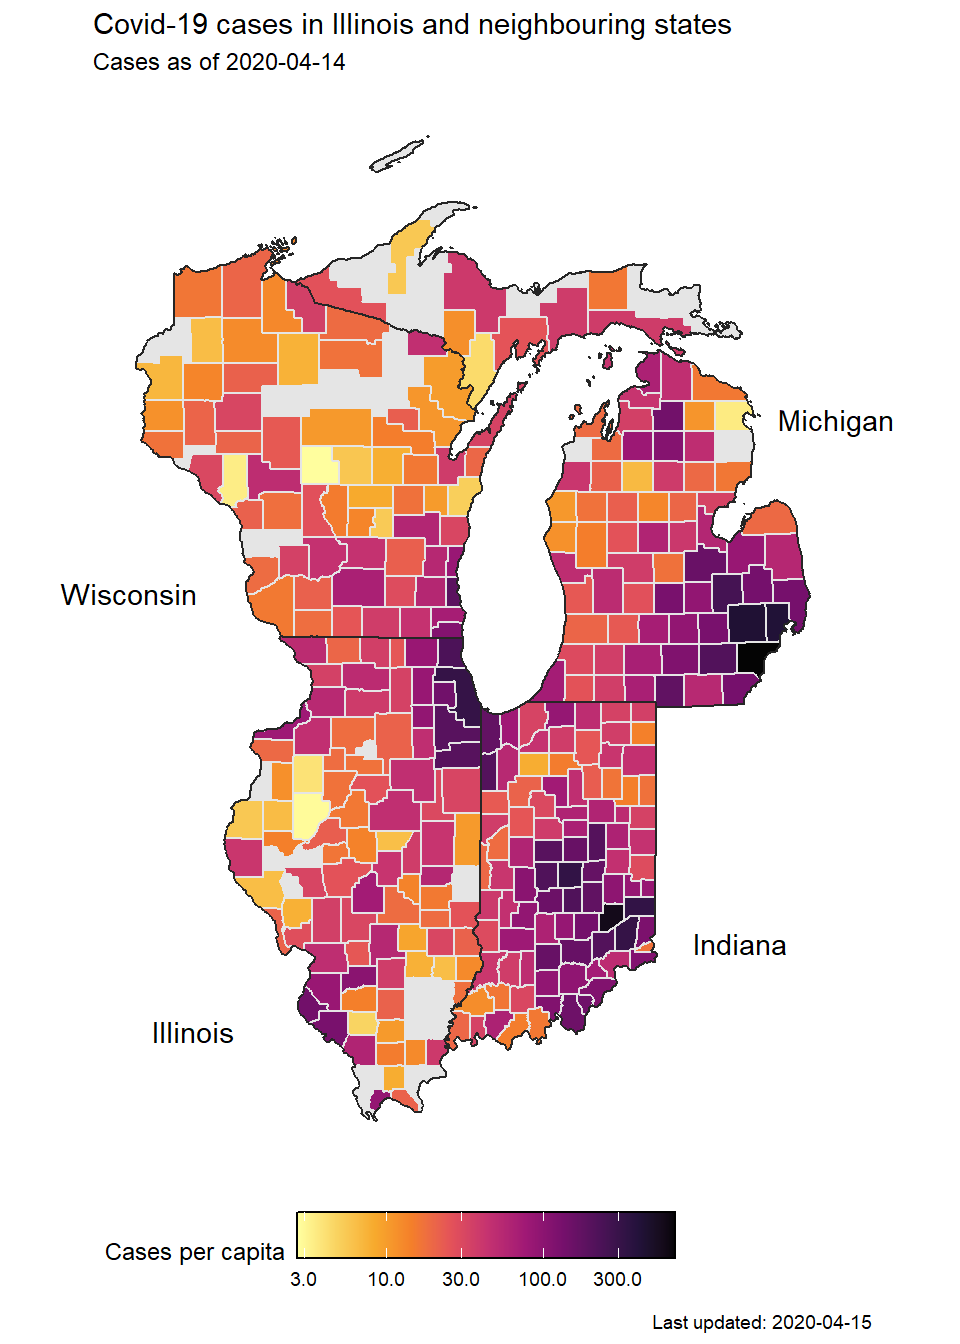 Covid-19 cases in Illinois and neighbouring states
Cases as of 2020-04-14
Michigan
Wisconsin
Indiana
Illinois
Cases per capita
3.0 10.0 30.0 100.0 300.0
Last updated: 2020-04-15